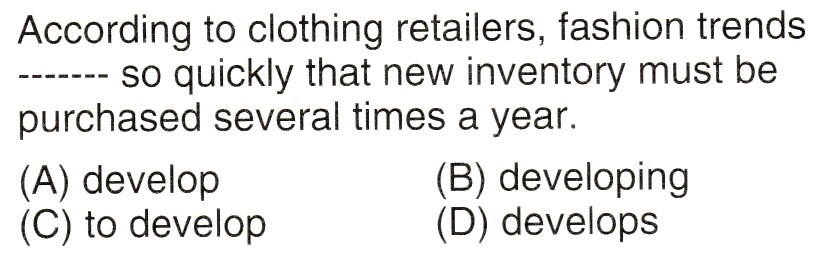 According to clothing retailers, fashion trends
------- so quickly that new inventory must be
purchased several times a year.
(A) develop (B) developing
(C) to develop (D) develops